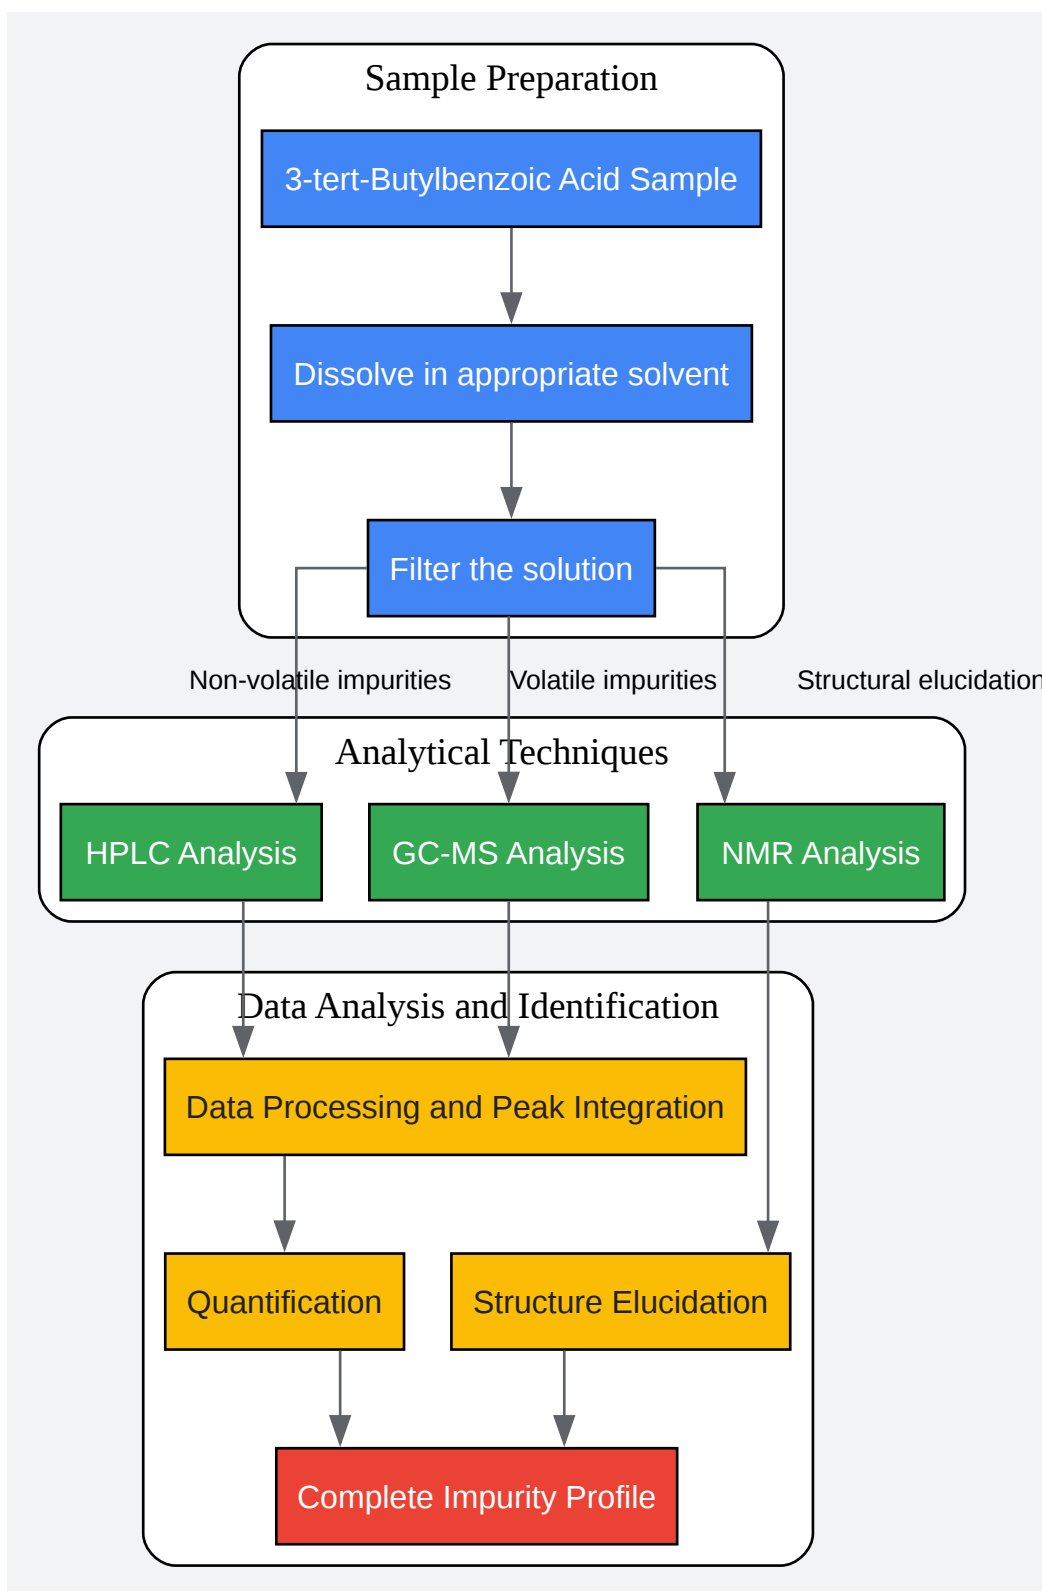 Sample Preparation
3-tert-Butylbenzoic Acid Sample
Dissolve in appropriate solvent
Filter the solution
Non-volatile impurities
Volatile impurities
Structural elucidation
Analytical Techniques
HPLC Analysis
GC-MS Analysis
NMR Analysis
Data Analysis and Identification
Data Processing and Peak Integration
Quantification
Structure Elucidation
Complete Impurity Profile